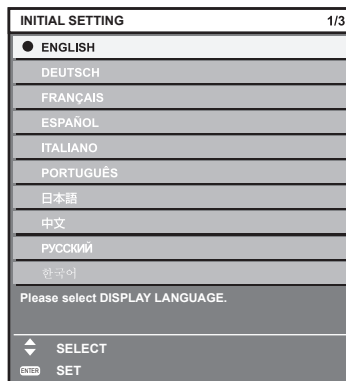 INITIAL SETTING 1/3
ENGLISH
DEUTSCH
FRANÇAIS
ESPAÑOL
ITALIANO
PORTUGUÊS
日本語
中文
РУССКИЙ
한국어
Please select DISPLAY LANGUAGE.
SELECT
ENTER SET